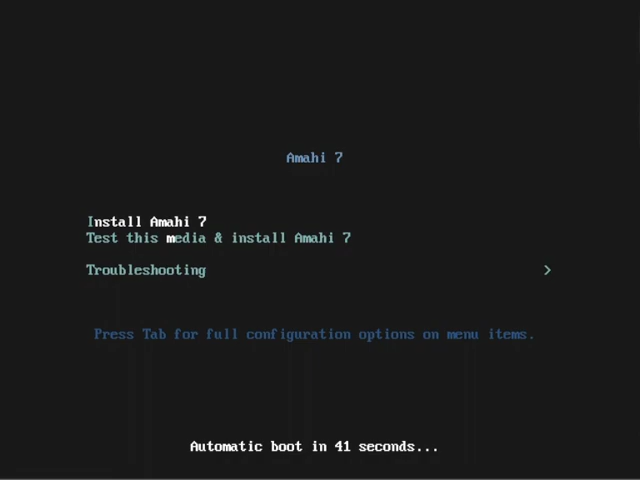 Amahi 7
Install Amahi 7
Test this media & install Amahi 7
Troubleshooting >
Press Tab for full configuration options on menu items.
Automatic boot in 41 seconds...